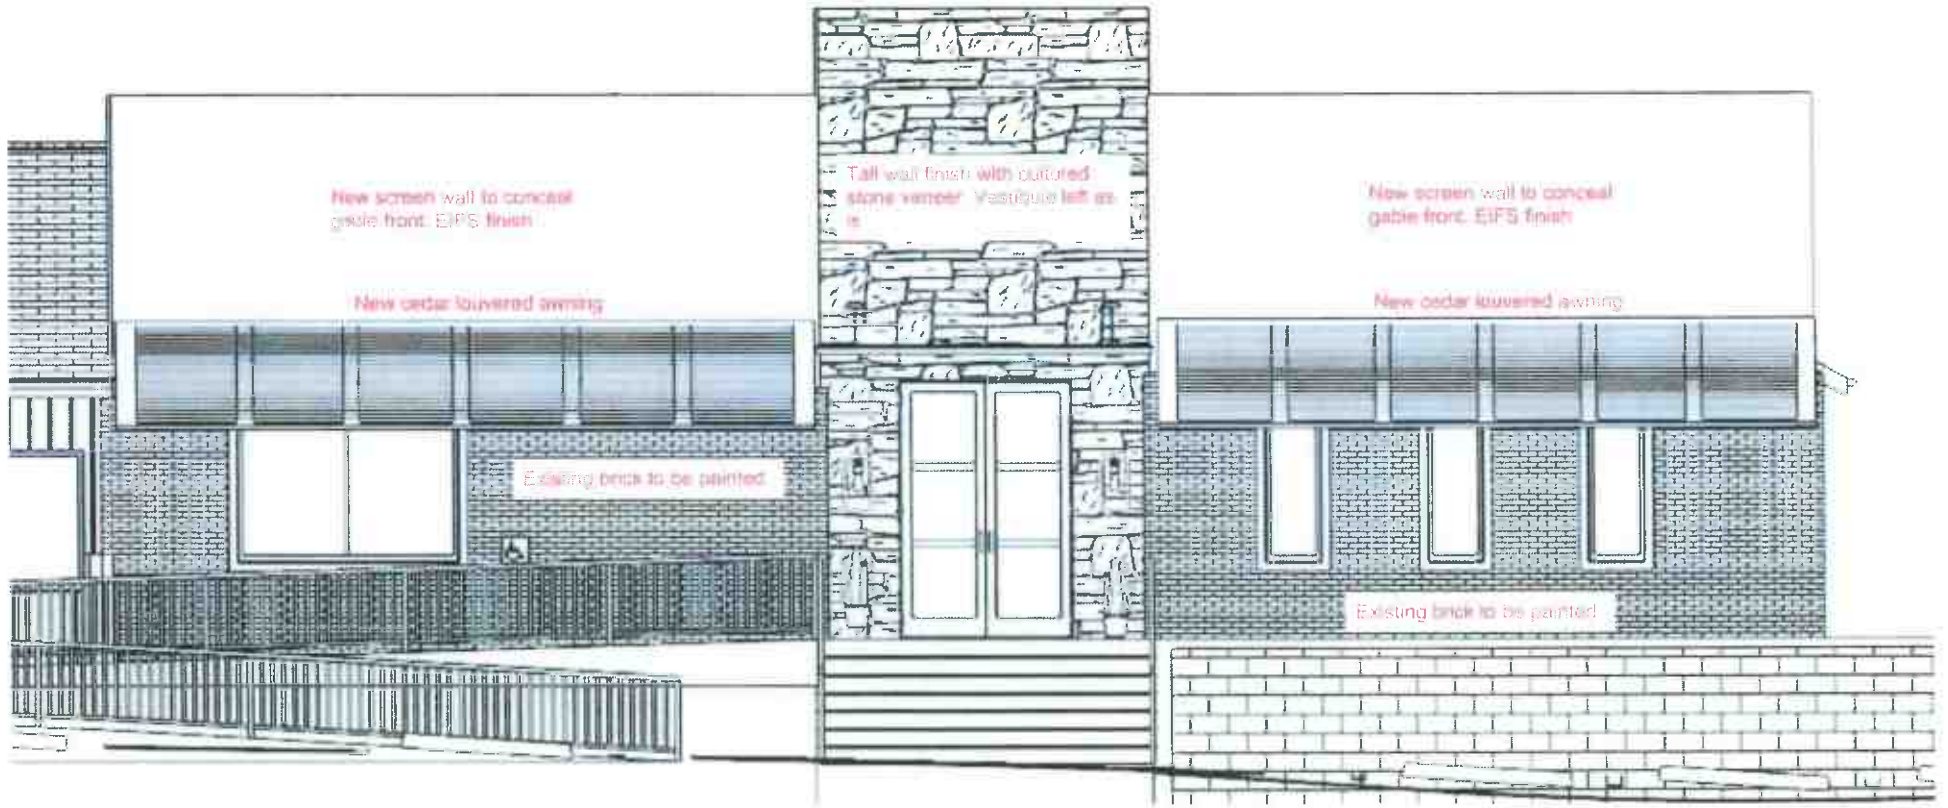 New screen wall to conceal
gable front. EIFS finish
New cedar louvered awning
Existing brick to be painted
Tall wall finish with cultured
stone veneer. Vestibule left as
is
New screen wall to conceal
gable front. EIFS finish
New cedar louvered awning
Existing brick to be painted